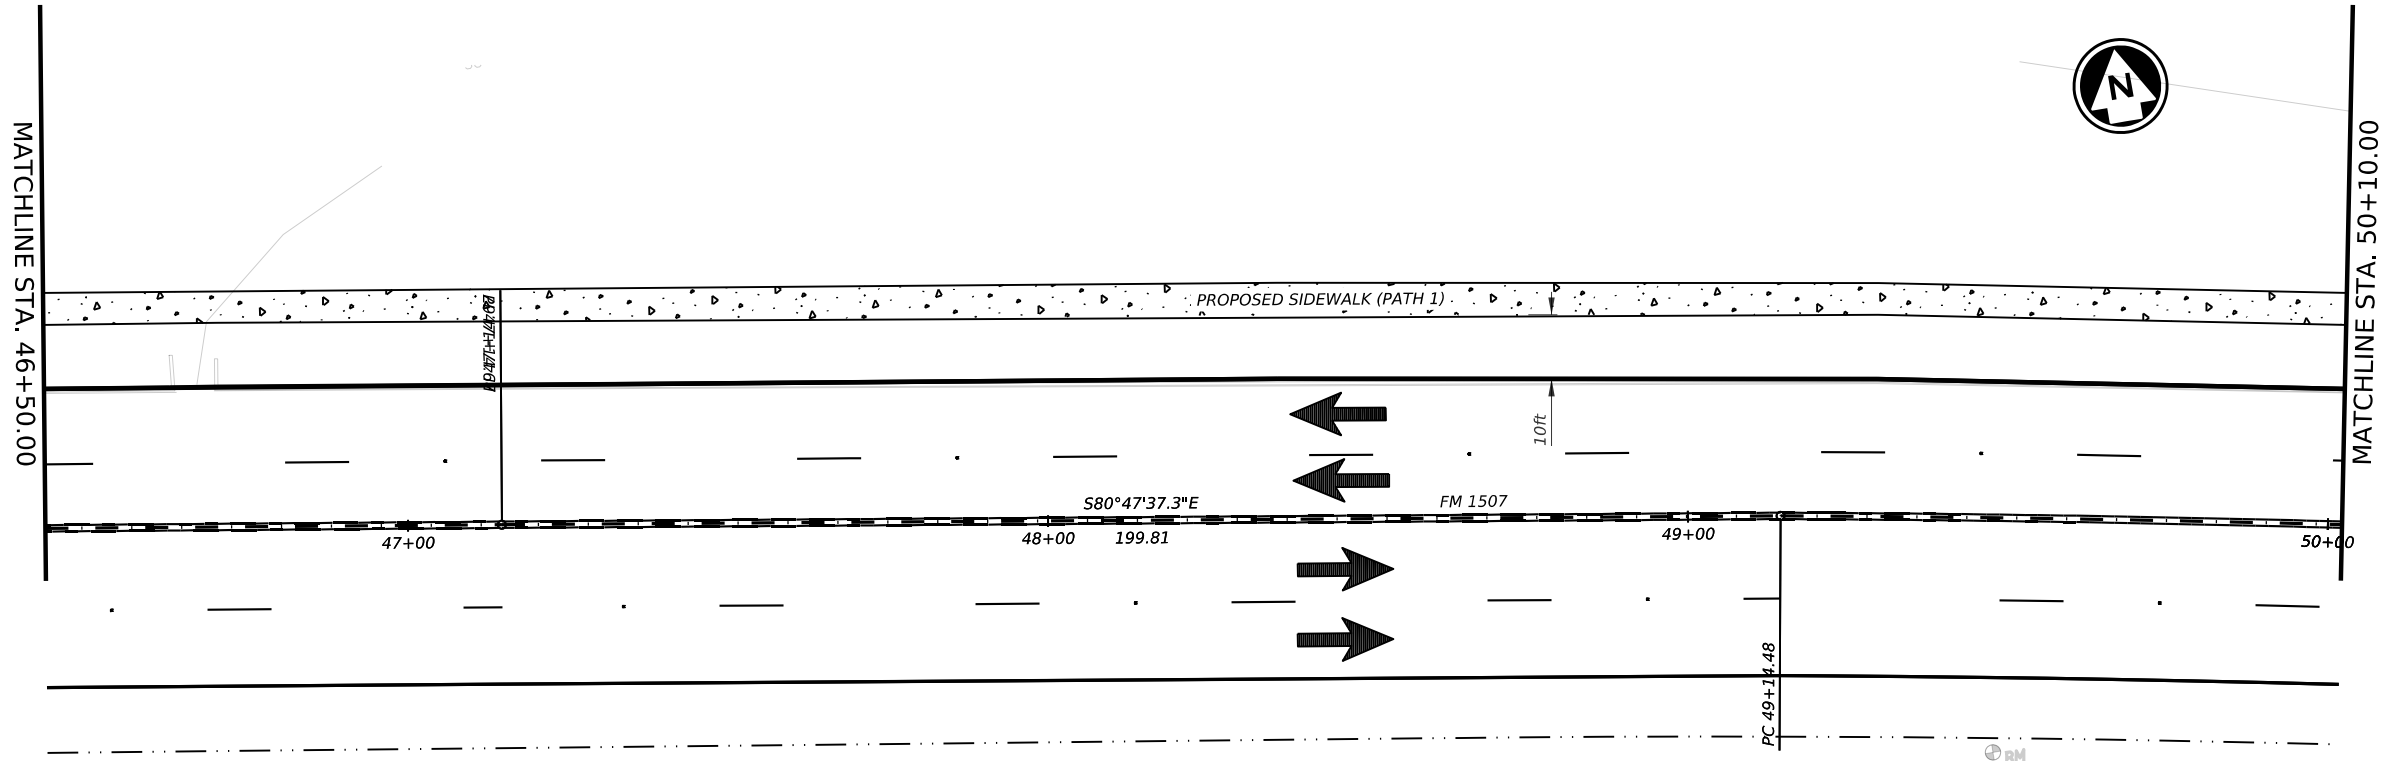 MATCHLINE STA. 46+50.00
N
MATCHLINE STA. 50+10.00
PROPOSED SIDEWALK (PATH 1)
10ft
S80°47'37.3"E
FM 1507
47+00
48+00
199.81
49+00
50+00
PC 49+14.48
RM